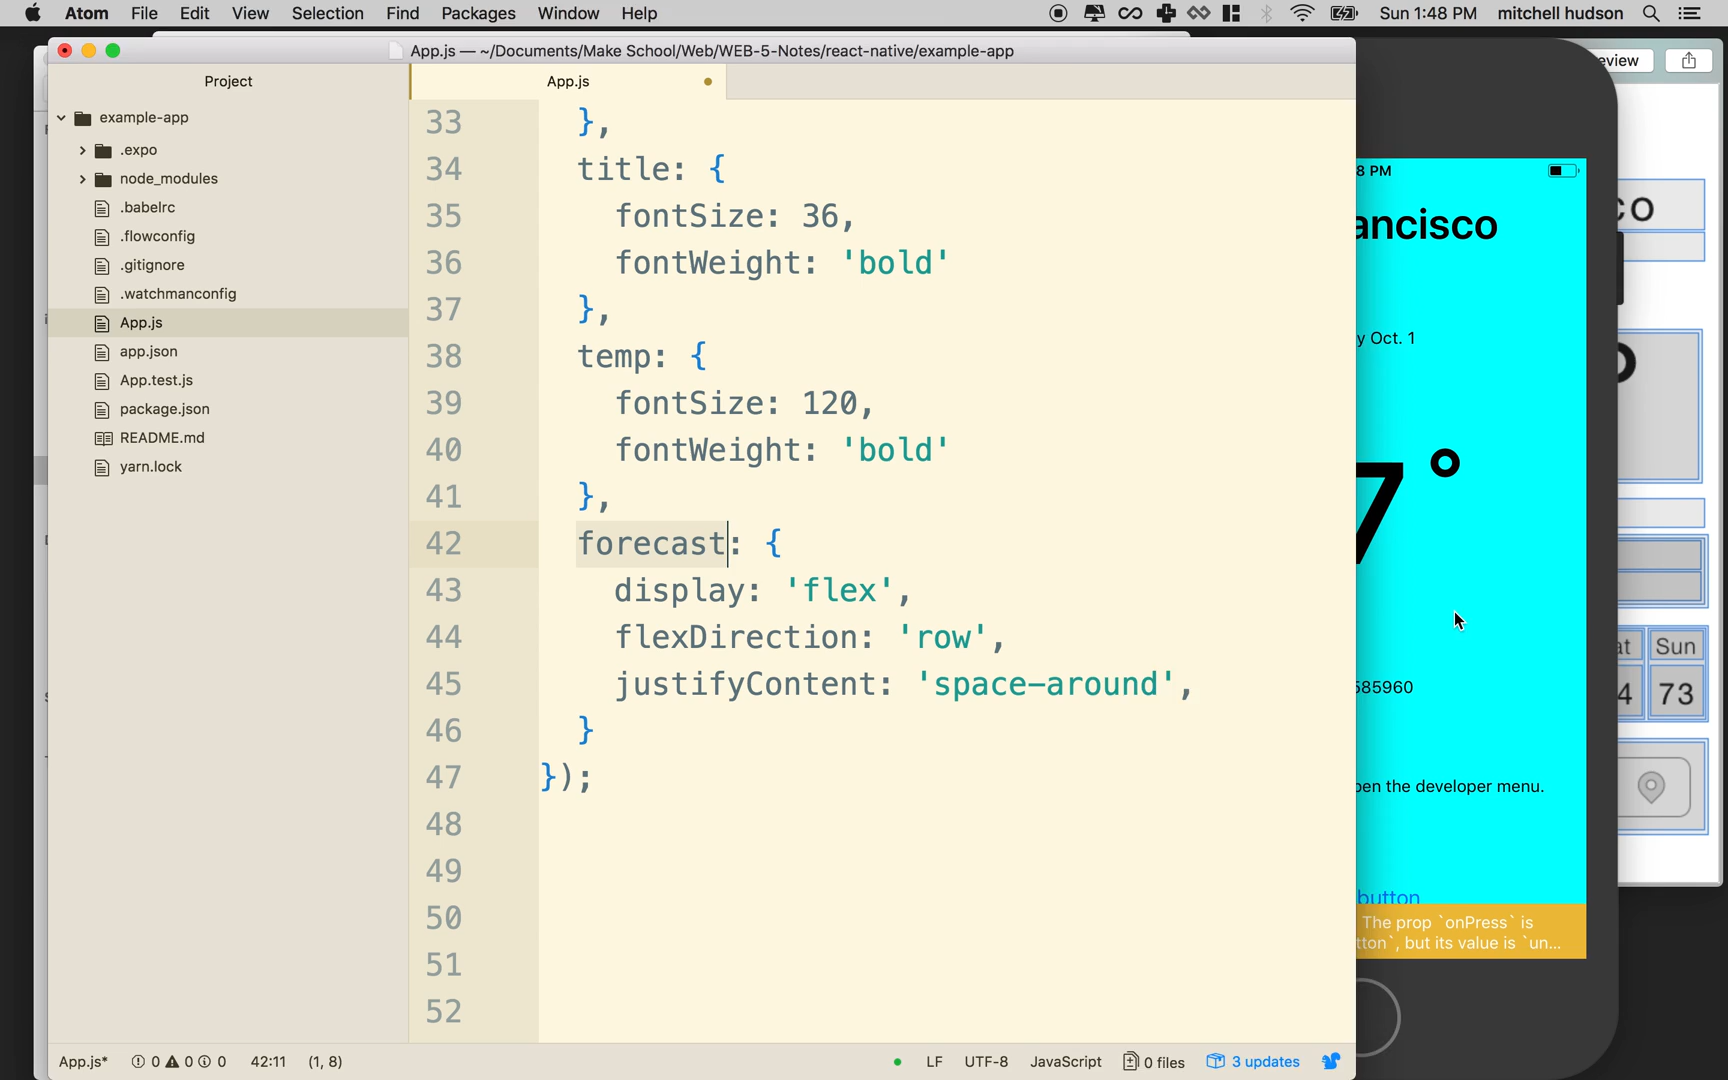 Atom File Edit View Selection Find Packages Window Help Sun 1:48 PM mitchell hudson
App.js — ~/Documents/Make School/Web/WEB-5-Notes/react-native/example-app
eview
Project
App.js
example-app
.expo
node_modules
.babelrc
.flowconfig
.gitignore
.watchmanconfig
App.js
app.json
App.test.js
package.json
README.md
yarn.lock
33 },
34 title: {
35 fontSize: 36,
36 fontWeight: 'bold'
37 },
38 temp: {
39 fontSize: 120,
40 fontWeight: 'bold'
41 },
42 forecast: {
43 display: 'flex',
44 flexDirection: 'row',
45 justifyContent: 'space-around',
46 }
47 });
48
49
50
51
52
8 PM
ancisco
y Oct. 1
7°
585960
pen the developer menu.
button
The prop `onPress` is
tton`, but its value is `un...
co
at Sun
4 73
App.js* 0 0 0 42:11 (1, 8) LF UTF-8 JavaScript 0 files 3 updates